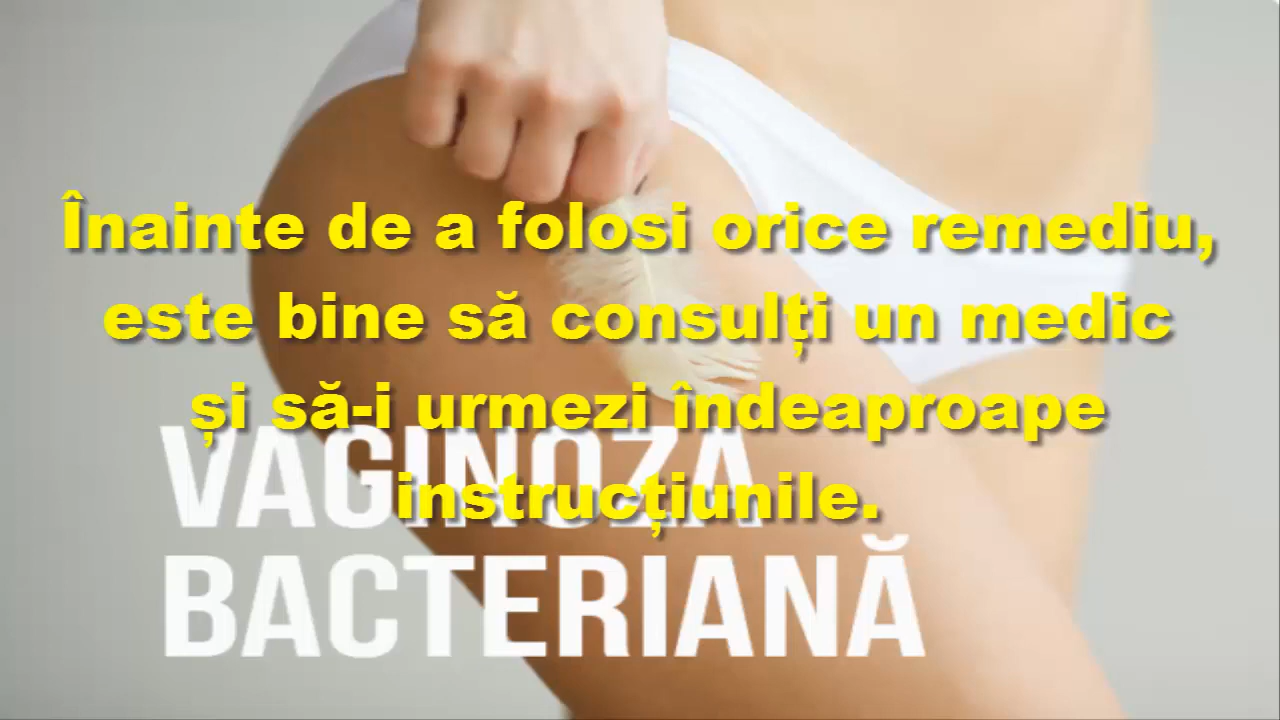 Înainte de a folosi orice remediu,
este bine să consulți un medic
și să-i urmezi îndeaproape
instrucțiunile.
VAGINOZA
BACTERIANĂ